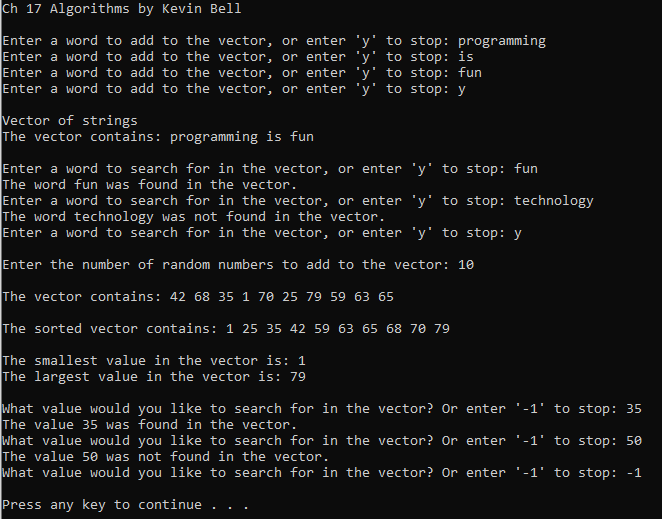 Ch 17 Algorithms by Kevin Bell
Enter a word to add to the vector, or enter 'y' to stop: programming
Enter a word to add to the vector, or enter 'y' to stop: is
Enter a word to add to the vector, or enter 'y' to stop: fun
Enter a word to add to the vector, or enter 'y' to stop: y
Vector of strings
The vector contains: programming is fun
Enter a word to search for in the vector, or enter 'y' to stop: fun
The word fun was found in the vector.
Enter a word to search for in the vector, or enter 'y' to stop: technology
The word technology was not found in the vector.
Enter a word to search for in the vector, or enter 'y' to stop: y
Enter the number of random numbers to add to the vector: 10
The vector contains: 42 68 35 1 70 25 79 59 63 65
The sorted vector contains: 1 25 35 42 59 63 65 68 70 79
The smallest value in the vector is: 1
The largest value in the vector is: 79
What value would you like to search for in the vector? Or enter '-1' to stop: 35
The value 35 was found in the vector.
What value would you like to search for in the vector? Or enter '-1' to stop: 50
The value 50 was not found in the vector.
What value would you like to search for in the vector? Or enter '-1' to stop: -1
Press any key to continue . . .